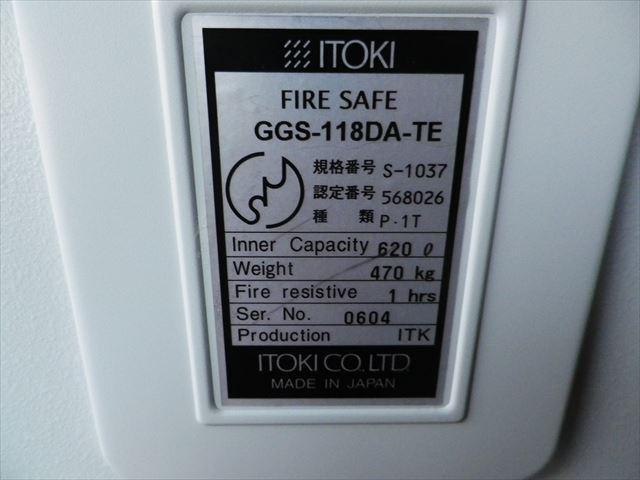 ITOKI
FIRE SAFE
GGS-118DA-TE
規格番号 S-1037
認定番号 568026
種 類 P・1T
Inner Capacity 620 ℓ
Weight 470 kg
Fire resistive 1 hrs
Ser. No. 0604
Production ITK
ITOKI CO.,LTD.
MADE IN JAPAN